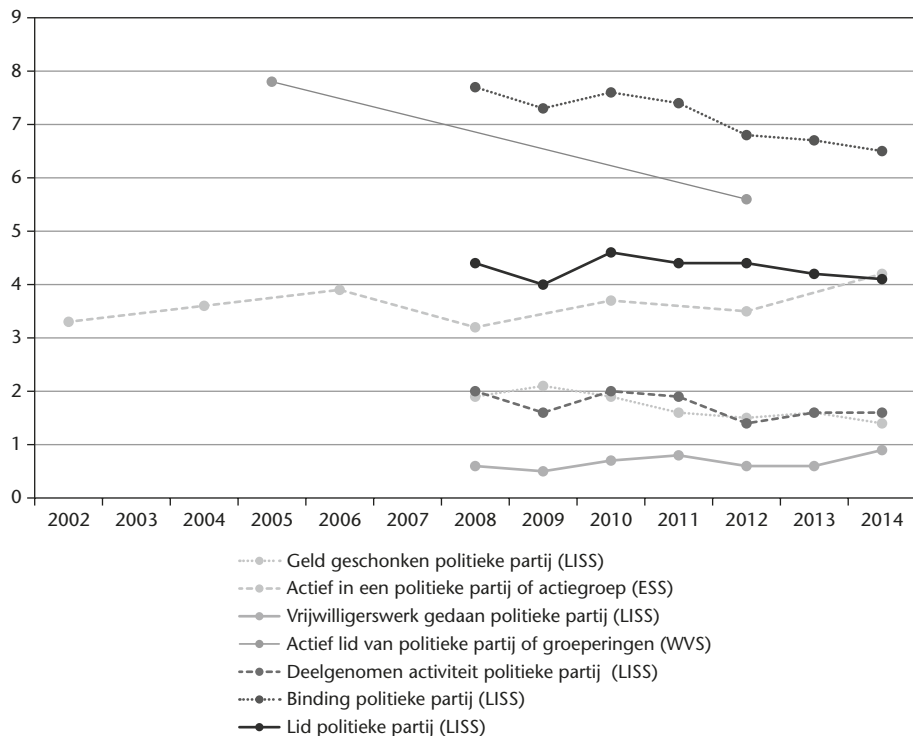 9
8
7
6
5
4
3
2
1
0
2002 2003 2004 2005 2006 2007 2008 2009 2010 2011 2012 2013 2014
Geld geschonken politieke partij (LISS)
Actief in een politieke partij of actiegroep (ESS)
Vrijwilligerswerk gedaan politieke partij (LISS)
Actief lid van politieke partij of groeperingen (WVS)
Deelgenomen activiteit politieke partij (LISS)
Binding politieke partij (LISS)
Lid politieke partij (LISS)